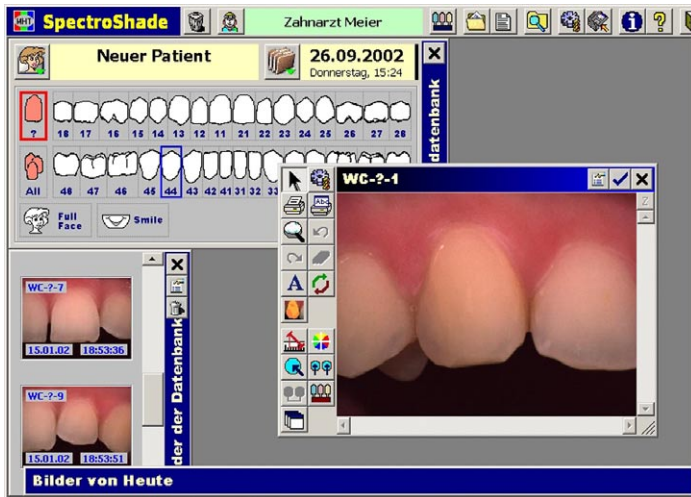 MHT SpectroShade
Zahnarzt Meier
Neuer Patient
26.09.2002
Donnerstag, 15:24
? 18 17 16 15 14 13 12 11 21 22 23 24 25 26 27 28
All 48 47 46 45 44 43 42 41 31 32 33
Full
Face
Smile
datenbank
WC-?-1
Abc
A
Z
WC-?-7
15.01.02 18:53:36
WC-?-9
15.01.02 18:53:51
der der Datenbank
Bilder von Heute